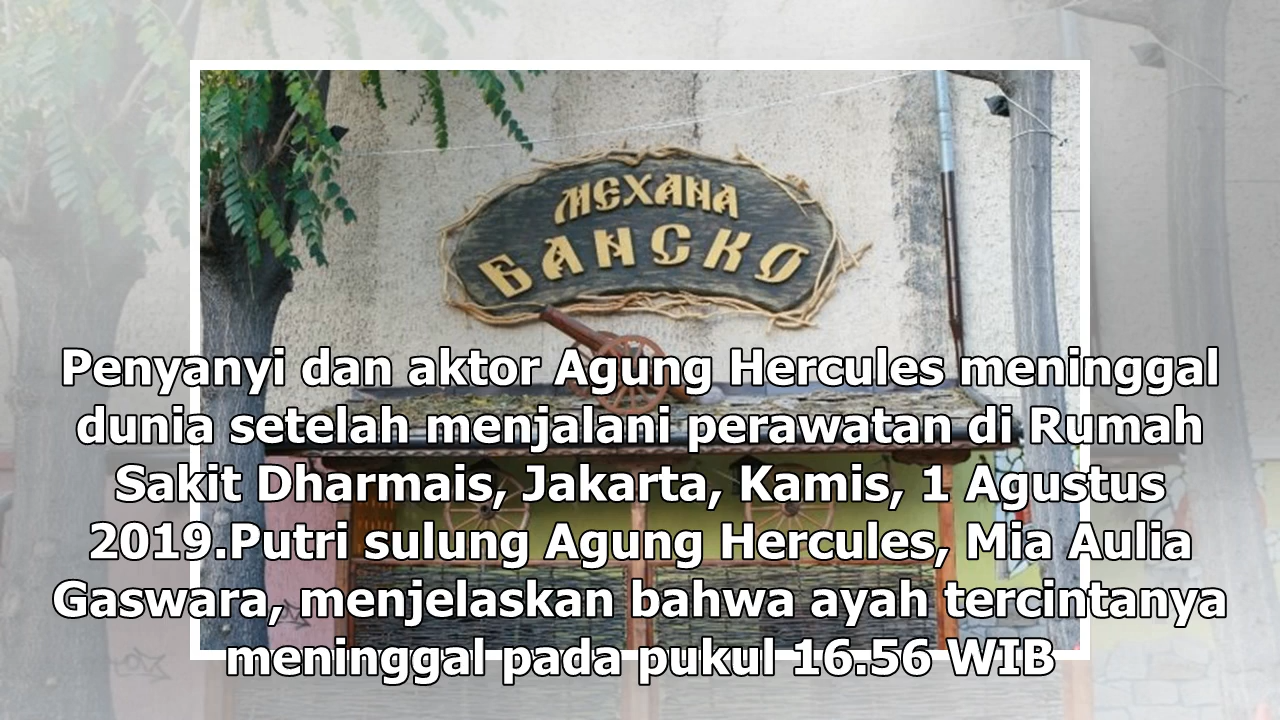 МЕХАНА
БАНСКО
Penyanyi dan aktor Agung Hercules meninggal
dunia setelah menjalani perawatan di Rumah
Sakit Dharmais, Jakarta, Kamis, 1 Agustus
2019.Putri sulung Agung Hercules, Mia Aulia
Gaswara, menjelaskan bahwa ayah tercintanya
meninggal pada pukul 16.56 WIB